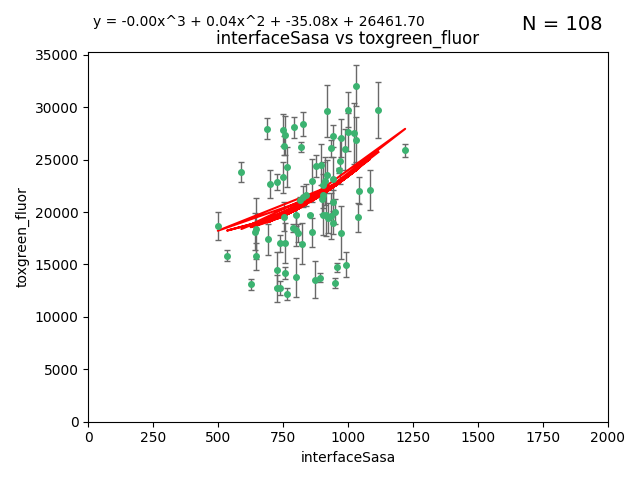 y = -0.00x^3 + 0.04x^2 + -35.08x + 26461.70
N = 108
interfaceSasa vs toxgreen_fluor
35000
30000
25000
20000
15000
10000
5000
0
toxgreen_fluor
0 250 500 750 1000 1250 1500 1750 2000
interfaceSasa